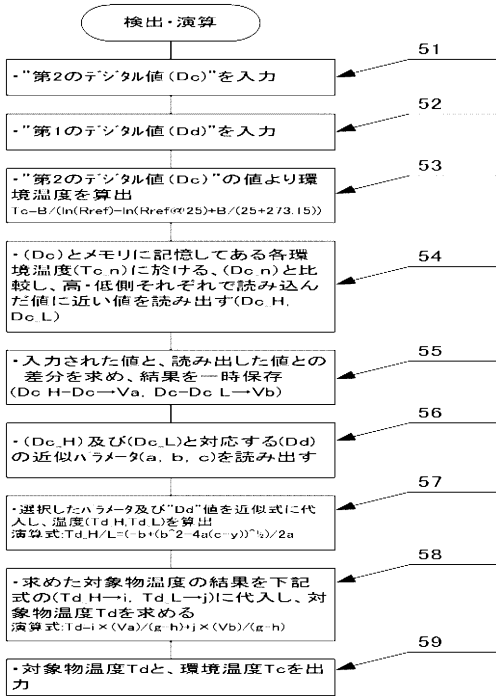 検出・演算
51
・"第2のデジタル値(Dc)"を入力
52
・"第1のデジタル値(Dd)"を入力
53
・"第2のデジタル値(Dc)"の値より環
境温度を算出
Tc=B/(ln(Rref)-ln(Rref@25)+B/(25+273.15))
54
・(Dc)とメモリに記憶してある各環
境温度(Tc_n)に於ける、(Dc_n)と比
較し、高・低側それぞれで読み込ん
だ値に近い値を読み出す(Dc_H,
Dc_L)
55
・入力された値と、読み出した値との
差分を求め、結果を一時保存
(Dc_H-Dc→Va, Dc-Dc_L→Vb)
56
・(Dc_H)及び(Dc_L)と対応する(Dd)
の近似パラメータ(a, b, c)を読み出す
57
・選択したパラメータ及び"Dd"値を近似式に代
入し、温度(Td_H,Td_L)を算出
演算式:Td_H/L=(-b+(b^2-4a(c-y))^½)/2a
58
・求めた対象物温度の結果を下記
式の(Td_H→i, Td_L→j)に代入し、対
象物温度Tdを求める
演算式:Td=i×(Va)/(g-h)+j×(Vb)/(g-h)
59
・対象物温度Tdと、環境温度Tcを出
力